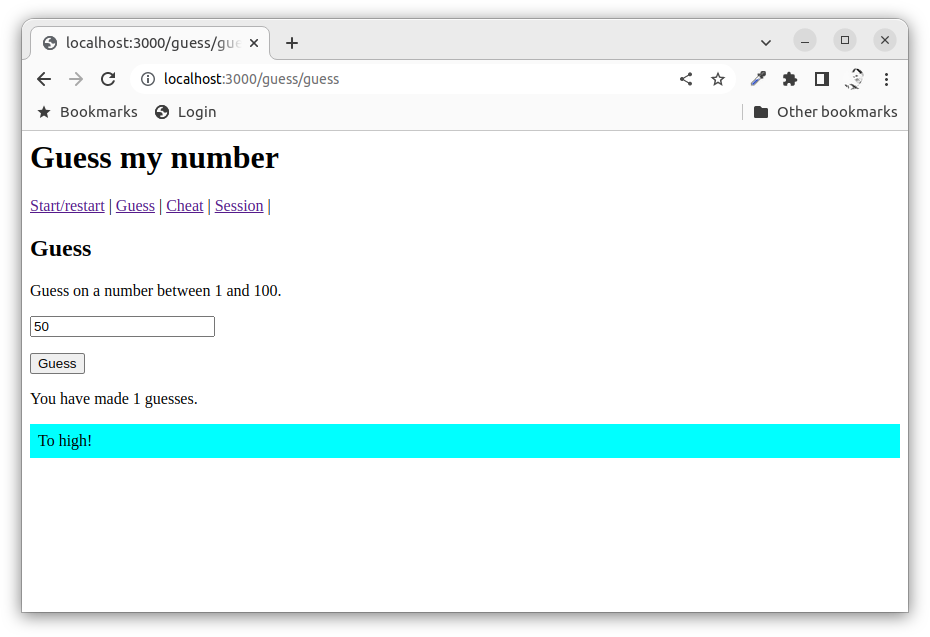 localhost:3000/guess/gue
localhost:3000/guess/guess
Bookmarks Login Other bookmarks
Guess my number
Start/restart | Guess | Cheat | Session |
Guess
Guess on a number between 1 and 100.
50
Guess
You have made 1 guesses.
To high!